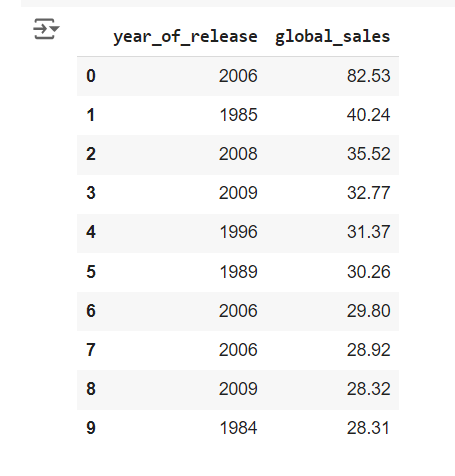 year_of_release global_sales
0 2006 82.53
1 1985 40.24
2 2008 35.52
3 2009 32.77
4 1996 31.37
5 1989 30.26
6 2006 29.80
7 2006 28.92
8 2009 28.32
9 1984 28.31